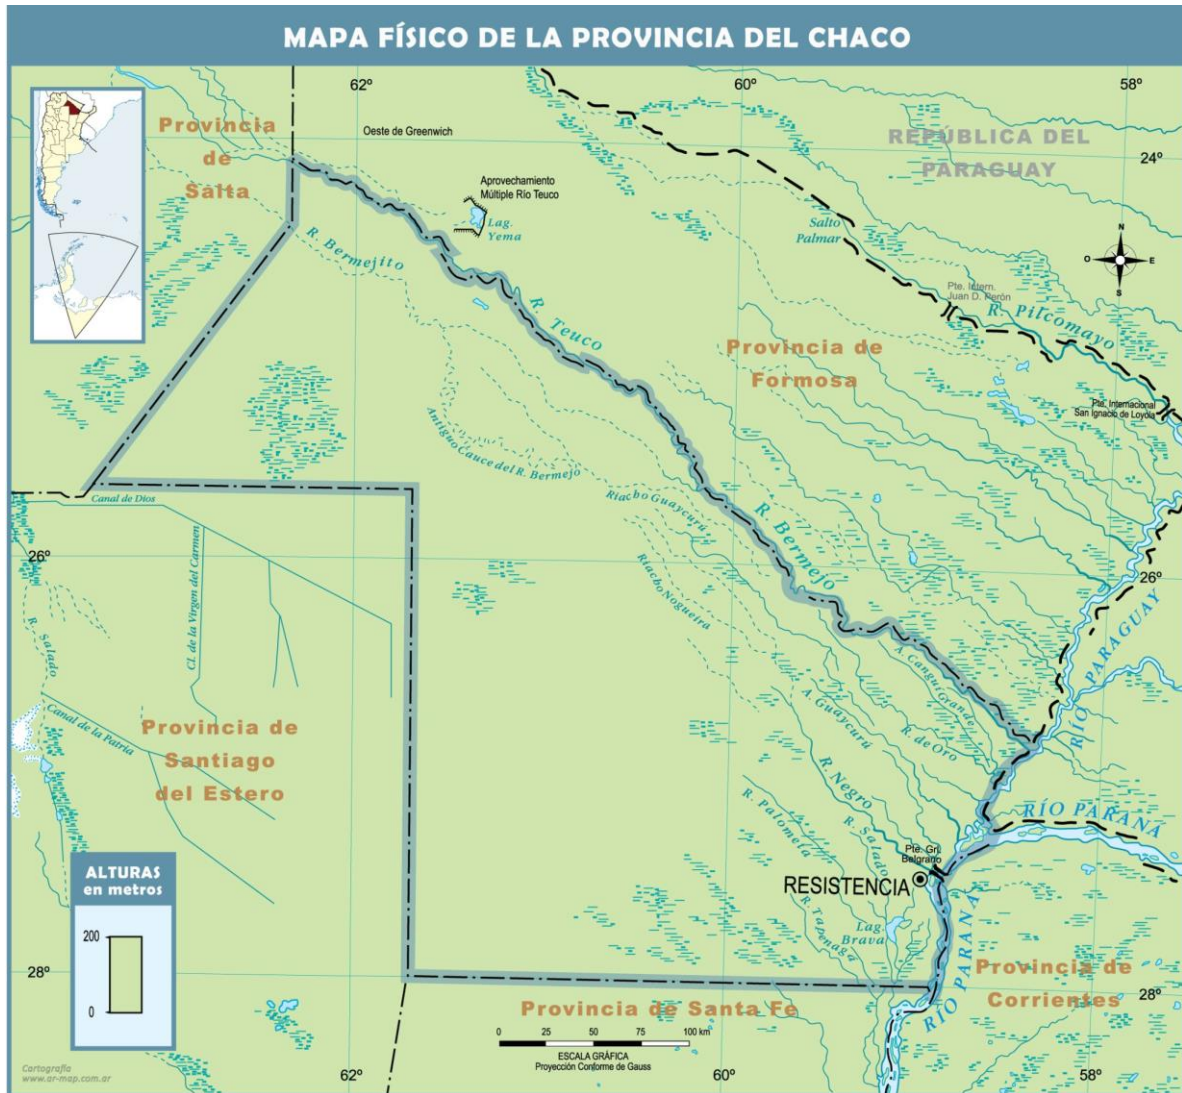 MAPA FÍSICO DE LA PROVINCIA DEL CHACO
62º
60º
58º
Provincia
de
Salta
Oeste de Greenwich
REPÚBLICA DEL
PARAGUAY
24º
Aprovechamiento
Múltiple Río Teuco
Lag.
Yema
Salto
Palmar
N
O
E
S
R. Bermejito
R. Teuco
Pte. Intern.
Juan D. Perón
R. Pilcomayo
Provincia de
Formosa
Pte. Internacional
San Ignacio de Loyola
Antiguo Cauce del R. Bermejo
Riacho Guaycurú
R. Bermejo
Canal de Dios
26º
26º
Cl. de la Virgen del Carmen
Riacho Nogueira
R. Salado
RÍO PARAGUAY
A. Cangui Grande
A. Guaycurú
R. de Oro
Canal de la Patria
Provincia de
Santiago
del Estero
R. Negro
R. Palometa
R. Salado
RÍO PARANÁ
Pte. Grl.
Belgrano
RESISTENCIA
ALTURAS
en metros
200
0
R. Tapenaga
Lag.
Brava
RÍO PARANÁ
28º
Provincia de
Corrientes
28º
Provincia de Santa Fe
0 25 50 75 100 km
ESCALA GRÁFICA
Proyección Conforme de Gauss
Cartografía
www.ar-map.com.ar
62º
60º
58º